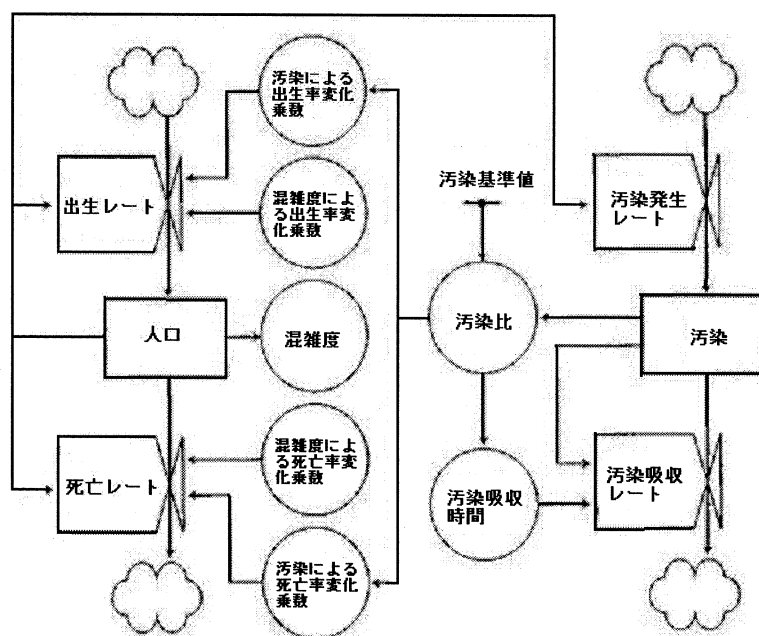 汚染による
出生率変化
乗数
出生レート
混雑度によ
る出生率変
化乗数
汚染基準値
汚染発生
レート
人口
混雑度
汚染比
汚染
死亡レート
混雑度によ
る死亡率変
化乗数
汚染吸収
時間
汚染吸収
レート
汚染による
死亡率変化
乗数